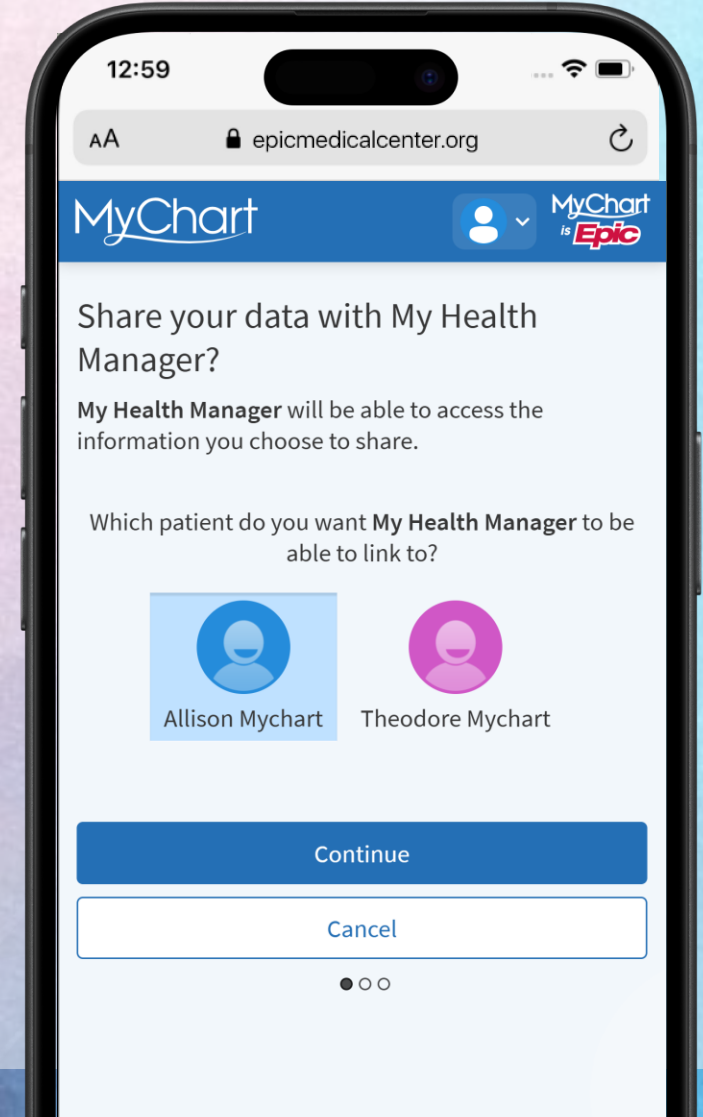 12:59
AA epicmedicalcenter.org
MyChart
MyChart
is Epic
Share your data with My Health
Manager?
My Health Manager will be able to access the
information you choose to share.
Which patient do you want My Health Manager to be
able to link to?
Allison Mychart Theodore Mychart
Continue
Cancel